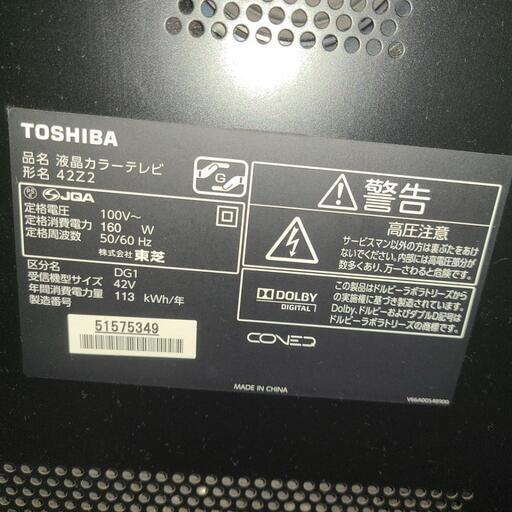 TOSHIBA
品名 液晶カラーテレビ
形名 42Z2
PS E JQA
定格電圧 100V~
定格消費電力 160 W
定格周波数 50/60 Hz
株式会社 東芝
区分名 DG1
受信機型サイズ 42V
年間消費電力量 113 kWh/年
製造番号
51575349
G
警告
高圧注意
サービスマン以外の方は裏ぶたをあけ
ないでください。内部には高電圧部分が
数多くあり、万一さわると危険です。
DOLBY
DIGITAL
この製品はドルビーラボラトリーズから
の実施権に基づき製造されています。
Dolby、ドルビーおよびダブルD記号は
ドルビーラボラトリーズの商標です。
CONED
MADE IN CHINA